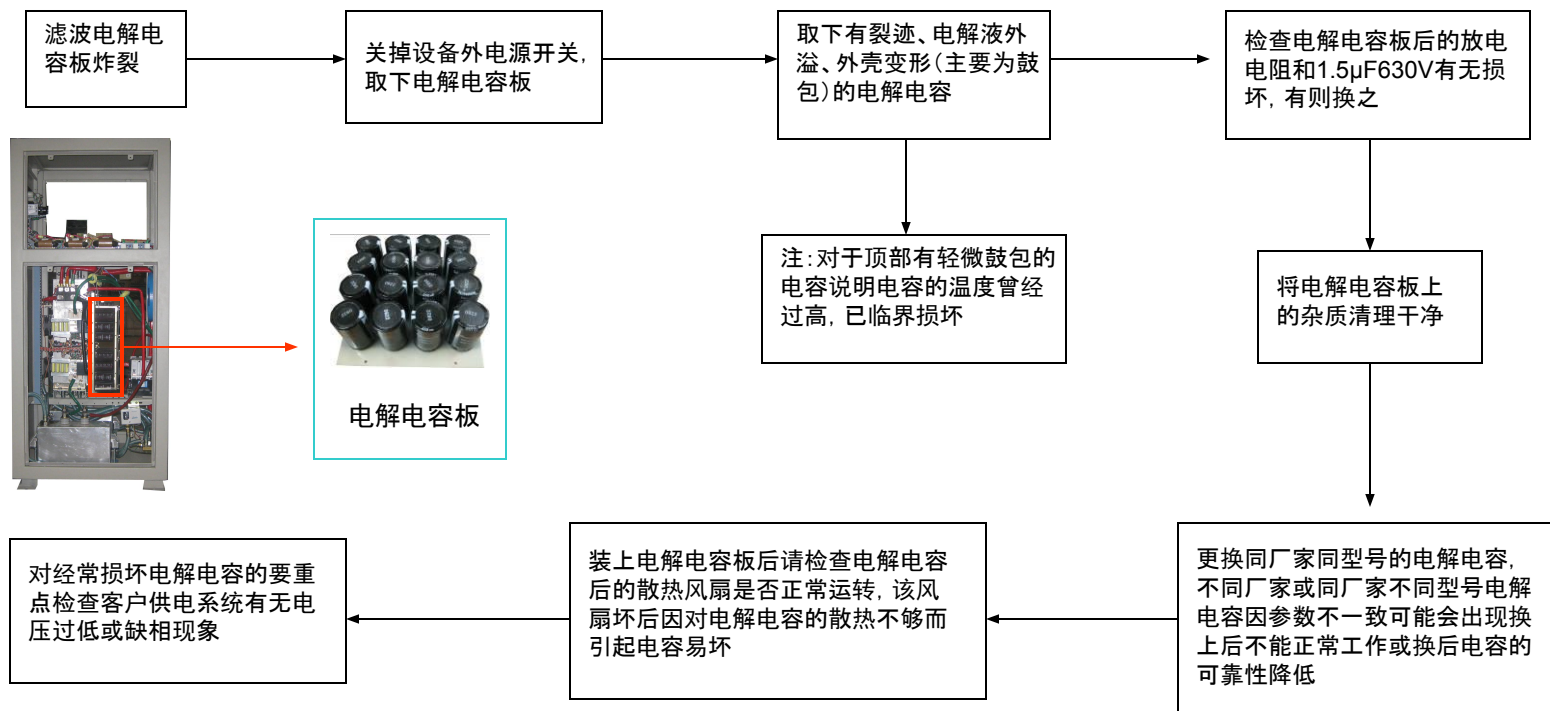 滤波电解电
容板炸裂
关掉设备外电源开关，
取下电解电容板
取下有裂迹、电解液外
溢、外壳变形（主要为鼓
包）的电解电容
检查电解电容板后的放电
电阻和1.5μF630V有无损
坏，有则换之
注：对于顶部有轻微鼓包的
电容说明电容的温度曾经
过高，已临界损坏
将电解电容板上
的杂质清理干净
电解电容板
更换同厂家同型号的电解电容，
不同厂家或同厂家不同型号电解
电容因参数不一致可能会出现换
上后不能正常工作或换后电容的
可靠性降低
装上电解电容板后请检查电解电容
后的散热风扇是否正常运转，该风
扇坏后因对电解电容的散热不够而
引起电容易坏
对经常损坏电解电容的要重
点检查客户供电系统有无电
压过低或缺相现象